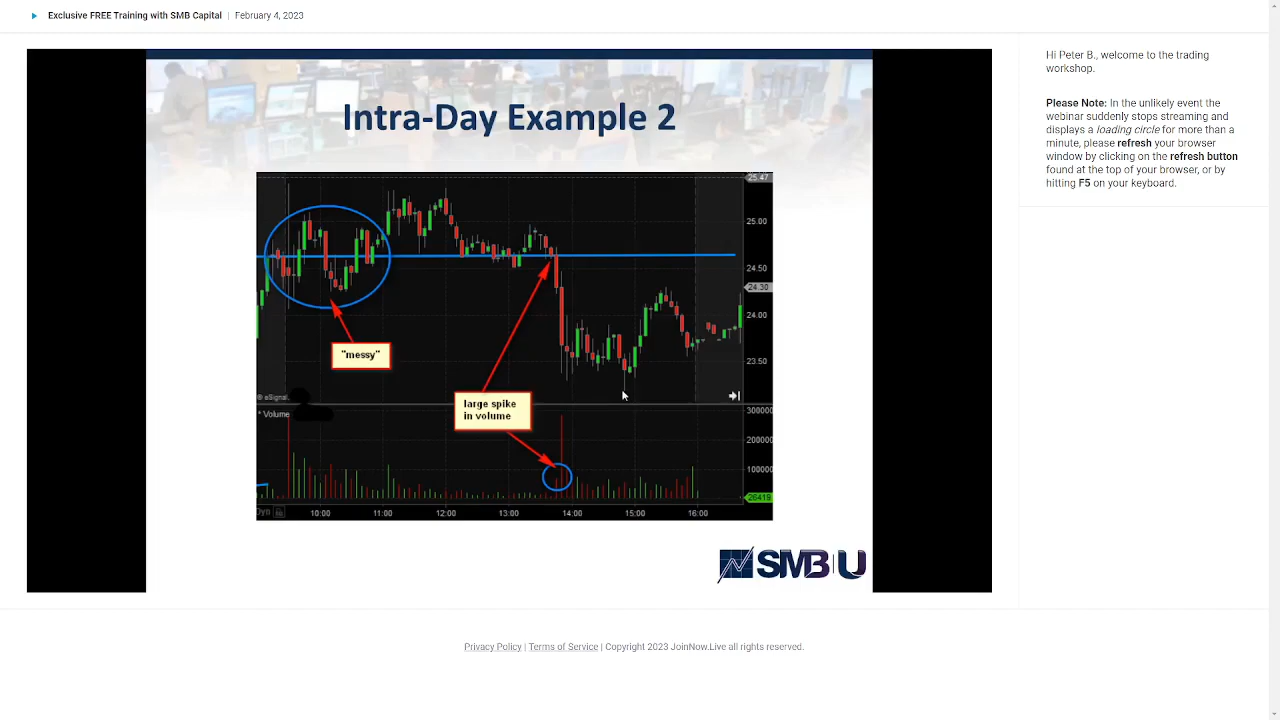 Exclusive FREE Training with SMB Capital | February 4, 2023
Hi Peter B., welcome to the trading
workshop.
Please Note: In the unlikely event the
webinar suddenly stops streaming and
displays a loading circle for more than a
minute, please refresh your browser
window by clicking on the refresh button
found at the top of your browser, or by
hitting F5 on your keyboard.
Intra-Day Example 2
25.47
25.00
24.50
24.30
24.00
23.50
"messy"
large spike
in volume
© eSignal
* Volume
300000
200000
100000
26419
Dyn
10:00 11:00 12:00 13:00 14:00 15:00 16:00
SMB U
Privacy Policy | Terms of Service | Copyright 2023 JoinNow.Live all rights reserved.